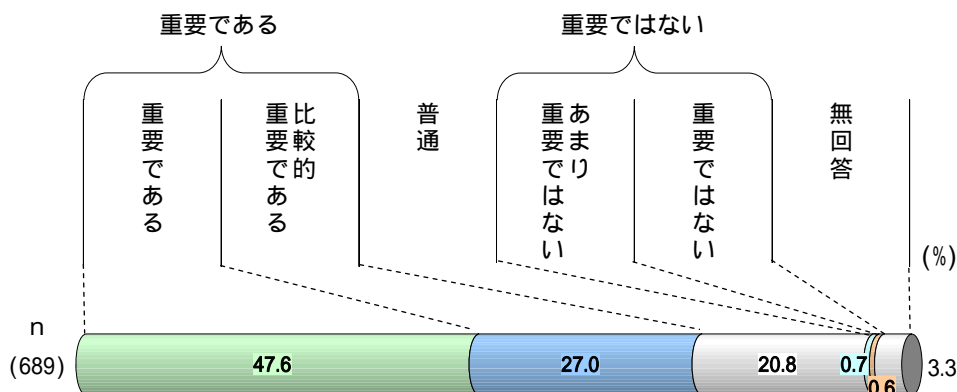 重要である
重要ではない
重要である
比較的
重要である
普通
あまり
重要ではない
重要ではない
無回答
(%)
n
(689)
47.6
27.0
20.8
0.7
0.6
3.3